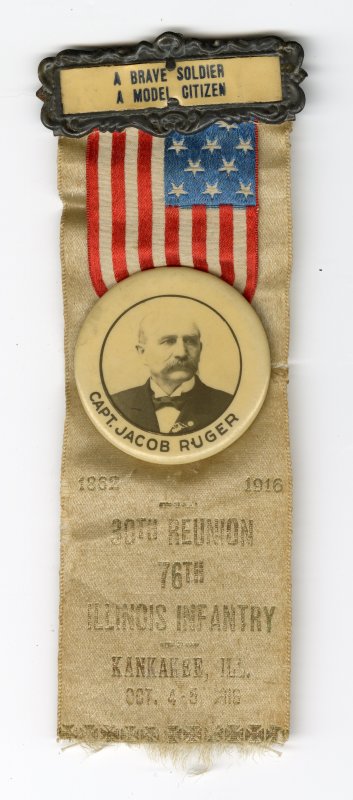 A BRAVE SOLDIER
A MODEL CITIZEN
CAPT. JACOB RUGER
1862 1916
30TH REUNION
76TH
ILLINOIS INFANTRY
KANKAKEE, ILL.
OCT. 4-5, 1916